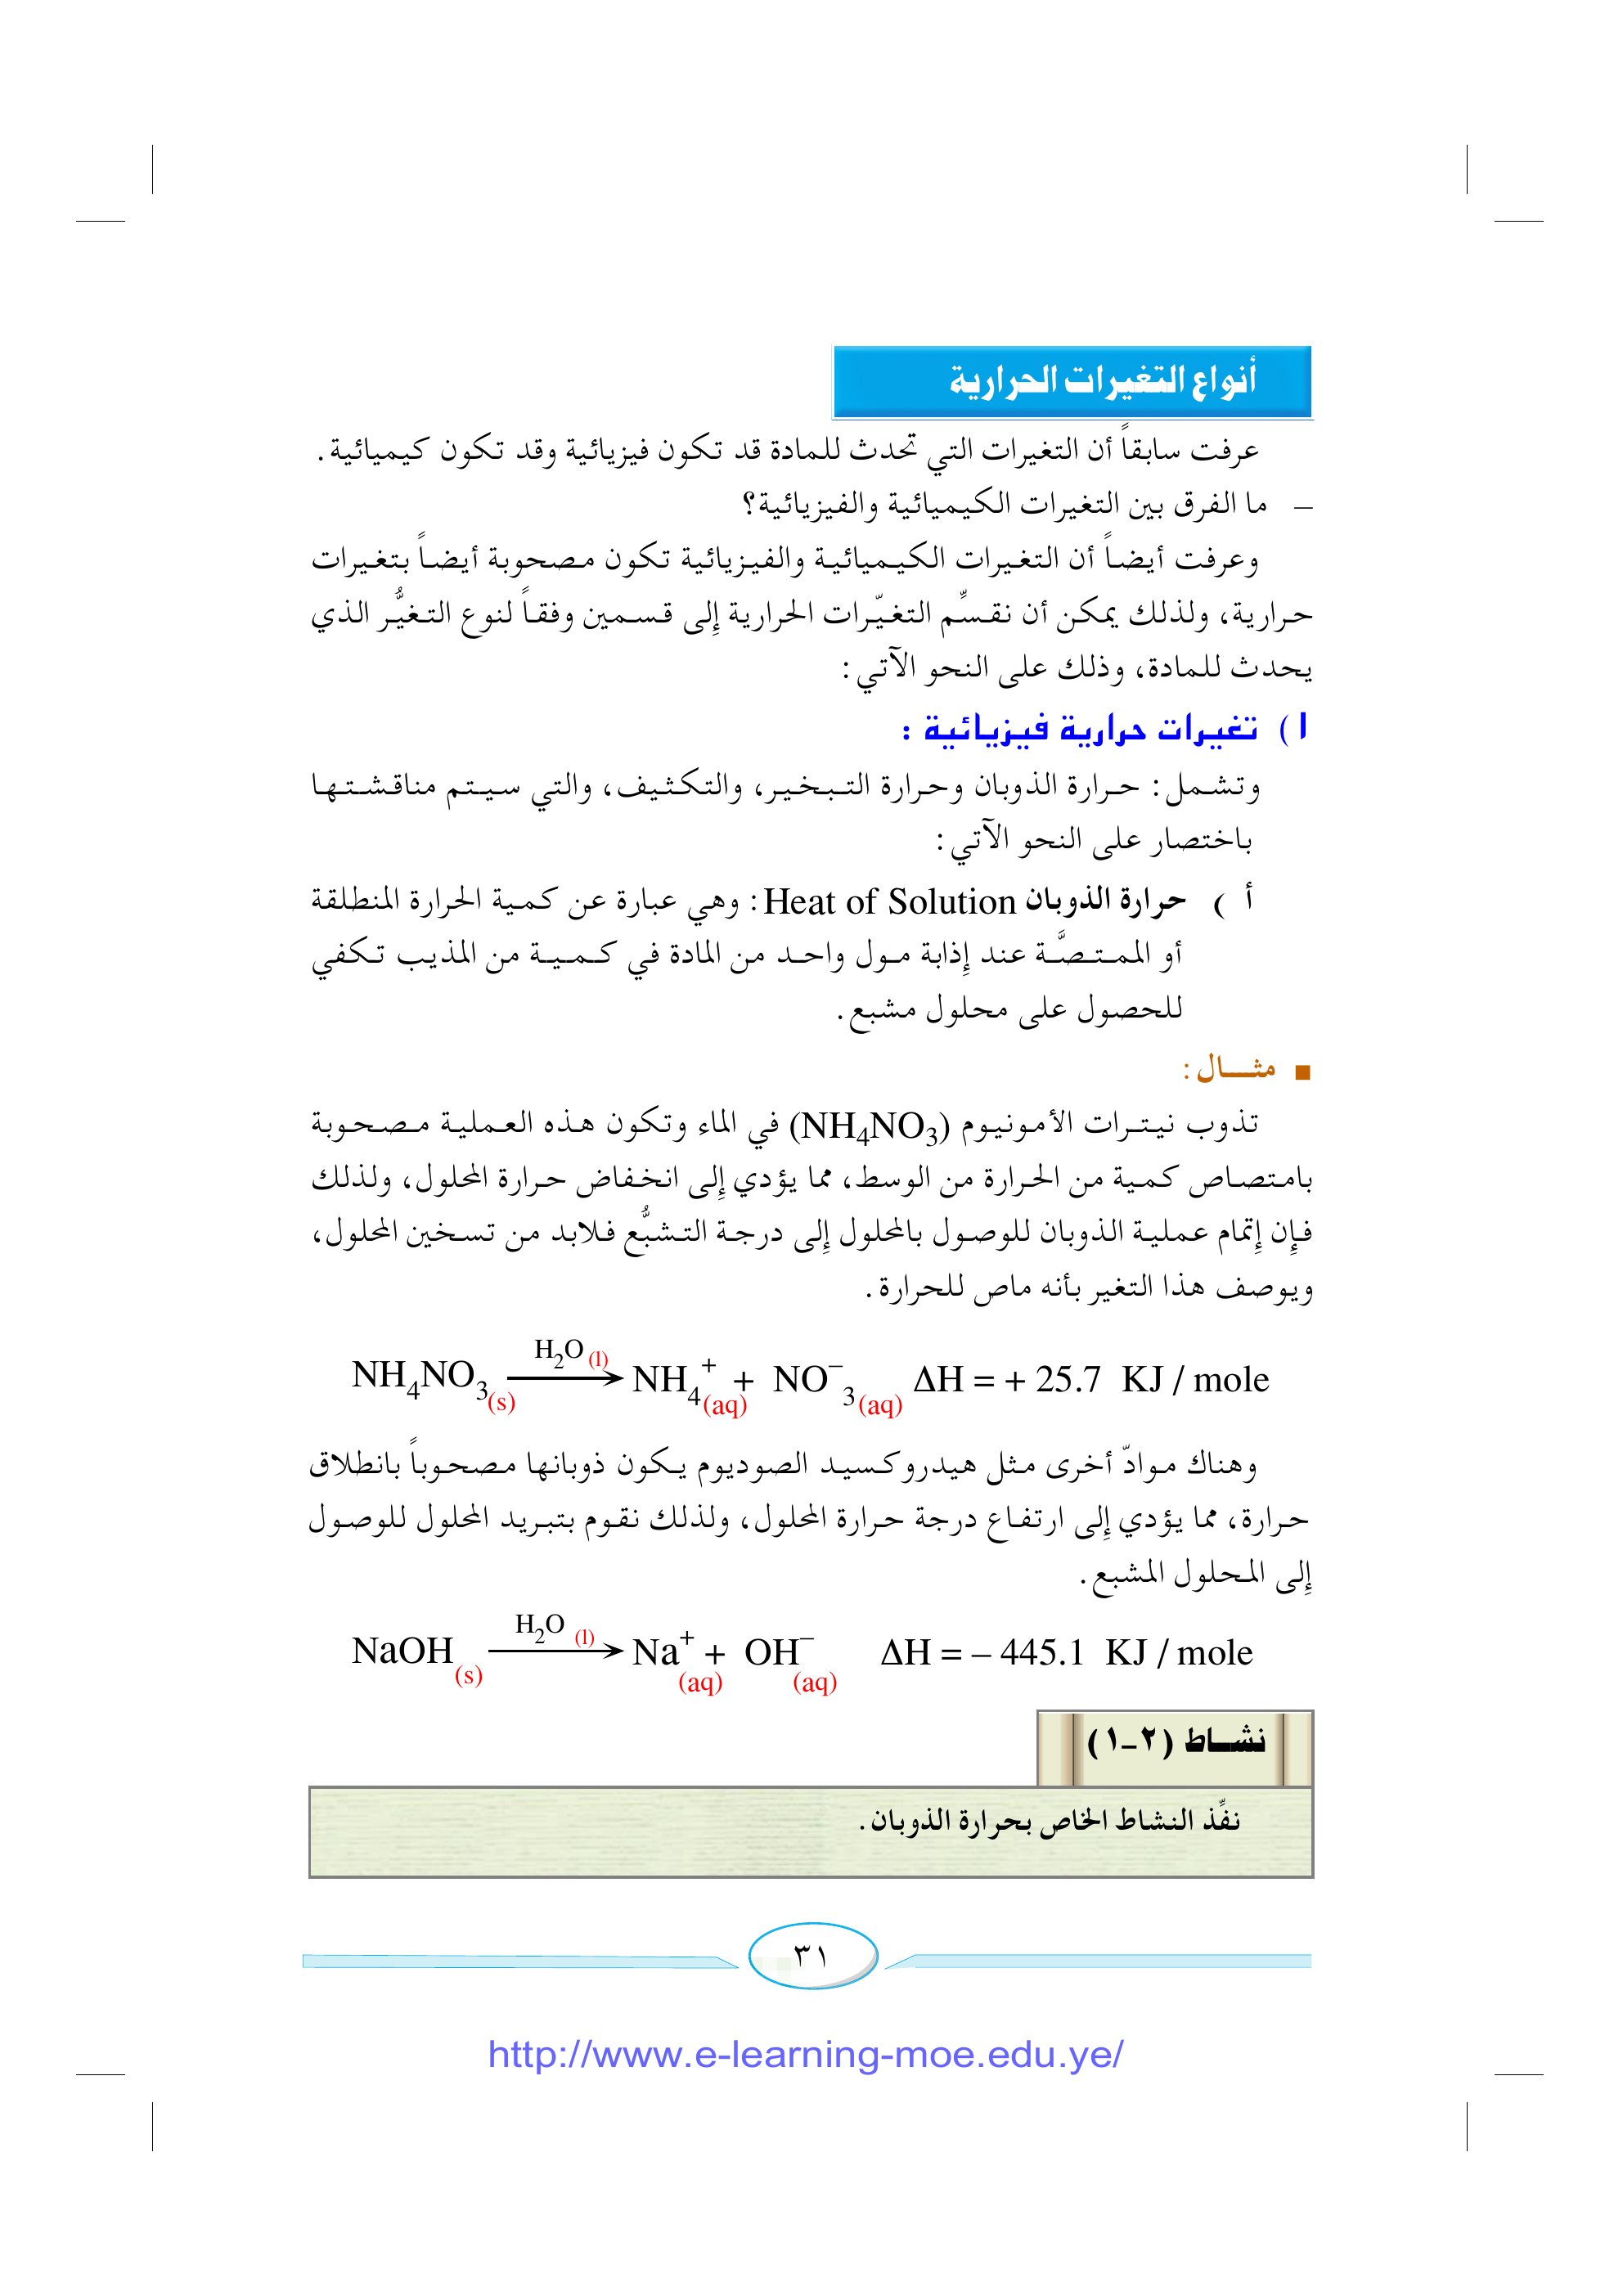 أنواع التغيرات الحرارية
عرفت سابقاً أن التغيرات التي تحدث للمادة قد تكون فيزيائية وقد تكون كيميائية.
– ما الفرق بين التغيرات الكيميائية والفيزيائية؟
وعرفت أيضاً أن التغيرات الكيميائية والفيزيائية تكون مصحوبة أيضاً بتغيرات
حرارية، ولذلك يمكن أن نقسِّم التغيّرات الحرارية إلى قسمين وفقاً لنوع التغيُّر الذي
يحدث للمادة، وذلك على النحو الآتي:
١) تغيرات حرارية فيزيائية :
وتشمل: حرارة الذوبان وحرارة التبخير، والتكثيف، والتي سيتم مناقشتها
باختصار على النحو الآتي:
أ ) حرارة الذوبان Heat of Solution: وهي عبارة عن كمية الحرارة المنطلقة
أو الممتصَّة عند إذابة مول واحد من المادة في كمية من المذيب تكفي
للحصول على محلول مشبع.
■ مثال:
تذوب نيترات الأمونيوم (NH₄NO₃) في الماء وتكون هذه العملية مصحوبة
بامتصاص كمية من الحرارة من الوسط، مما يؤدي إلى انخفاض حرارة المحلول، ولذلك
فإن إتمام عملية الذوبان للوصول بالمحلول إلى درجة التشبُّع فلابد من تسخين المحلول،
ويوصف هذا التغير بأنه ماص للحرارة.
NH₄NO₃(s) —H₂O(l)→ NH₄⁺(aq) + NO⁻₃(aq) ΔH = + 25.7 KJ / mole
وهناك موادّ أخرى مثل هيدروكسيد الصوديوم يكون ذوبانها مصحوباً بانطلاق
حرارة، مما يؤدي إلى ارتفاع درجة حرارة المحلول، ولذلك نقوم بتبريد المحلول للوصول
إلى المحلول المشبع.
NaOH(s) —H₂O(l)→ Na⁺(aq) + OH⁻(aq) ΔH = – 445.1 KJ / mole
نشاط (٢-١)
نفِّذ النشاط الخاص بحرارة الذوبان.
٣١
http://www.e-learning-moe.edu.ye/